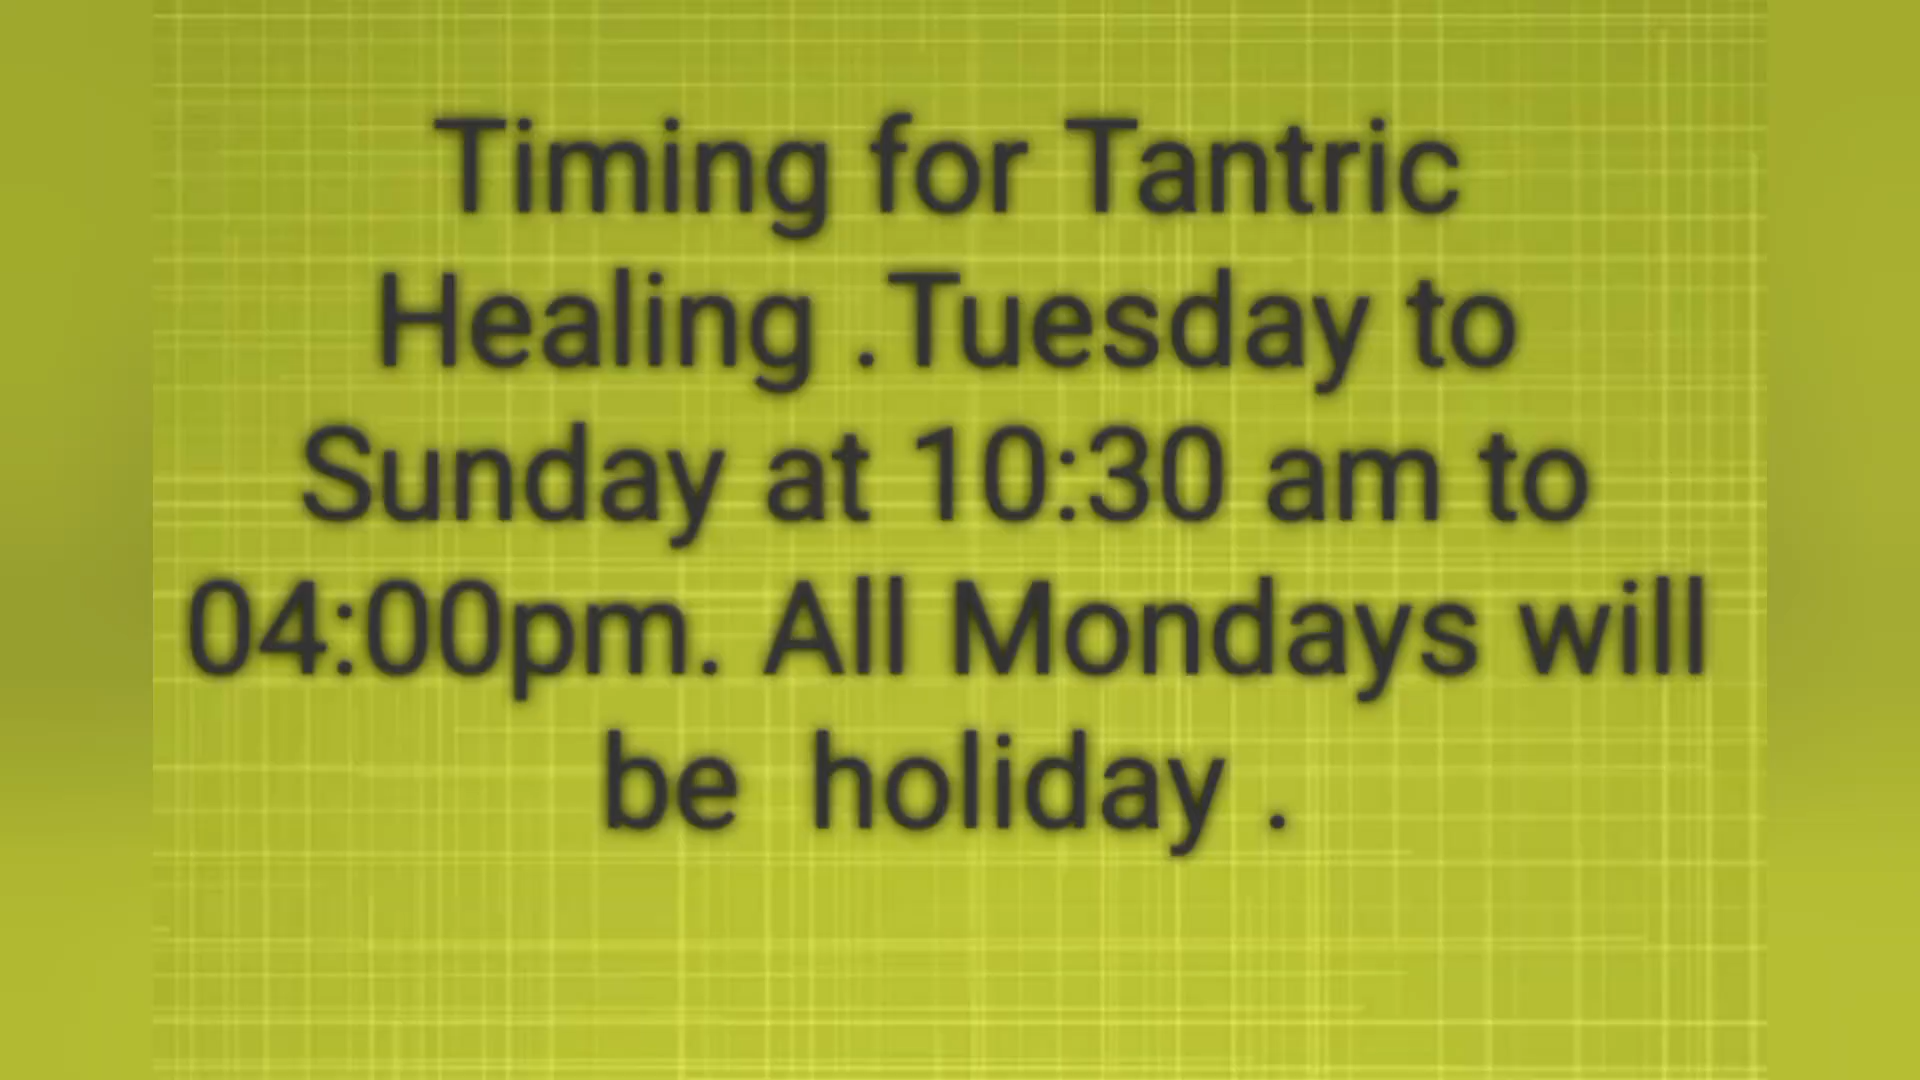 Timing for Tantric
Healing .Tuesday to
Sunday at 10:30 am to
04:00pm. All Mondays will
be  holiday .